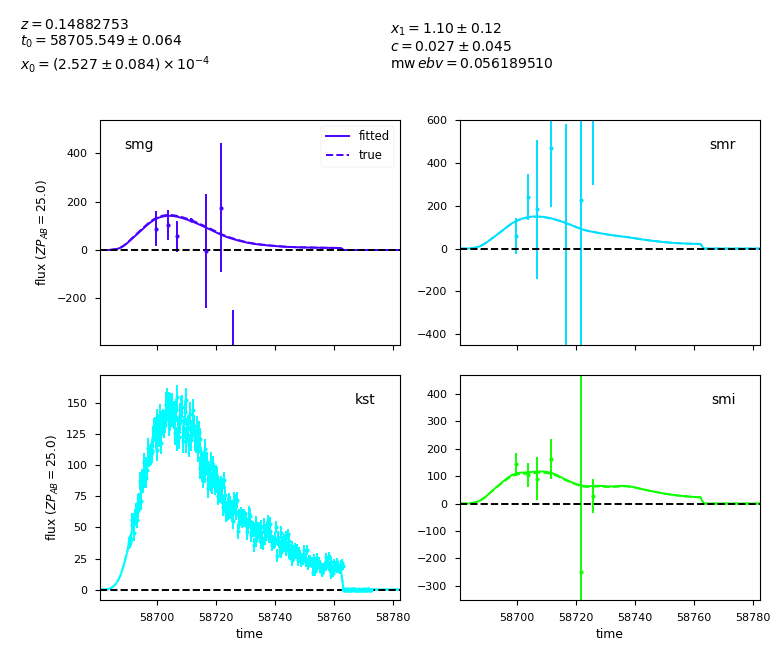 z = 0.14882753
t₀ = 58705.549 ± 0.064
x₀ = (2.527 ± 0.084) × 10⁻⁴
x₁ = 1.10 ± 0.12
c = 0.027 ± 0.045
mw ebv = 0.056189510
smg
fitted
true
400
200
0
−200
flux (ZP_AB = 25.0)
smr
600
400
200
0
−200
−400
kst
150
125
100
75
50
25
0
flux (ZP_AB = 25.0)
58700
58720
58740
58760
58780
time
smi
400
300
200
100
0
−100
−200
−300
58700
58720
58740
58760
58780
time